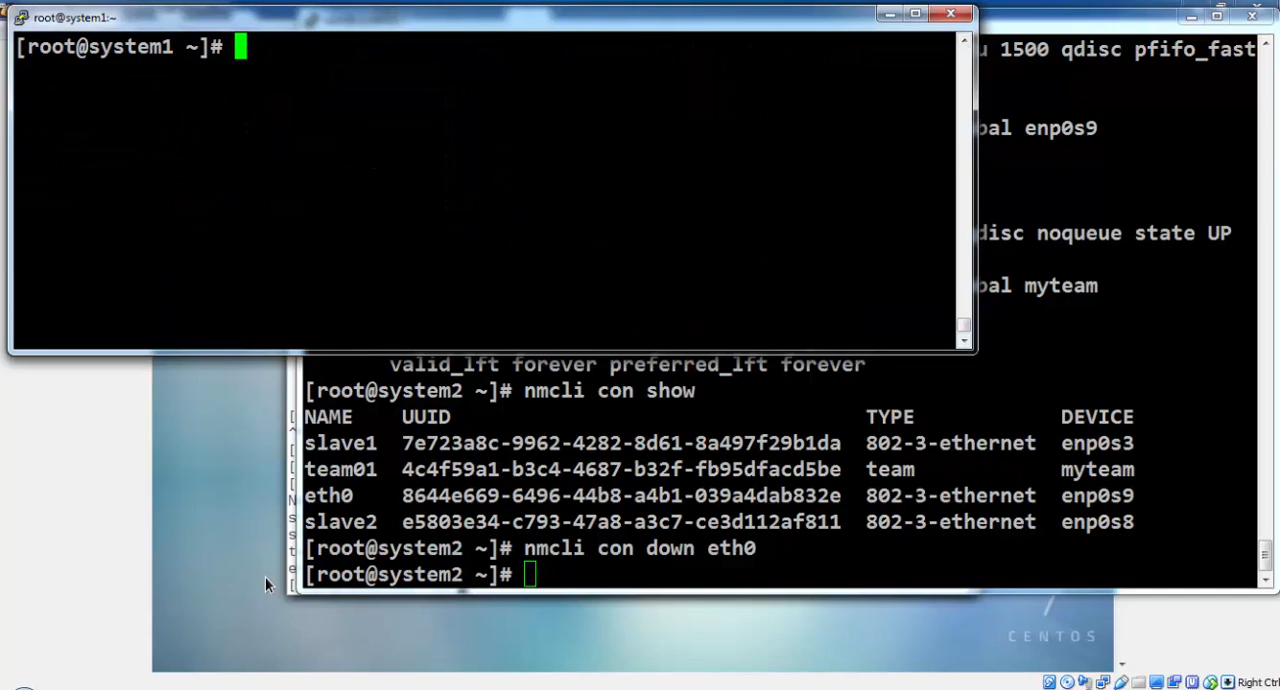 root@system1:~
[root@system1 ~]#
u 1500 qdisc pfifo_fast
bal enp0s9
disc noqueue state UP
bal myteam
valid_lft forever preferred_lft forever
[root@system2 ~]# nmcli con show
NAME UUID TYPE DEVICE
slave1 7e723a8c-9962-4282-8d61-8a497f29b1da 802-3-ethernet enp0s3
team01 4c4f59a1-b3c4-4687-b32f-fb95dfacd5be team myteam
eth0 8644e669-6496-44b8-a4b1-039a4dab832e 802-3-ethernet enp0s9
slave2 e5803e34-c793-47a8-a3c7-ce3d112af811 802-3-ethernet enp0s8
[root@system2 ~]# nmcli con down eth0
[root@system2 ~]#
7
CENTOS
Right Ctrl